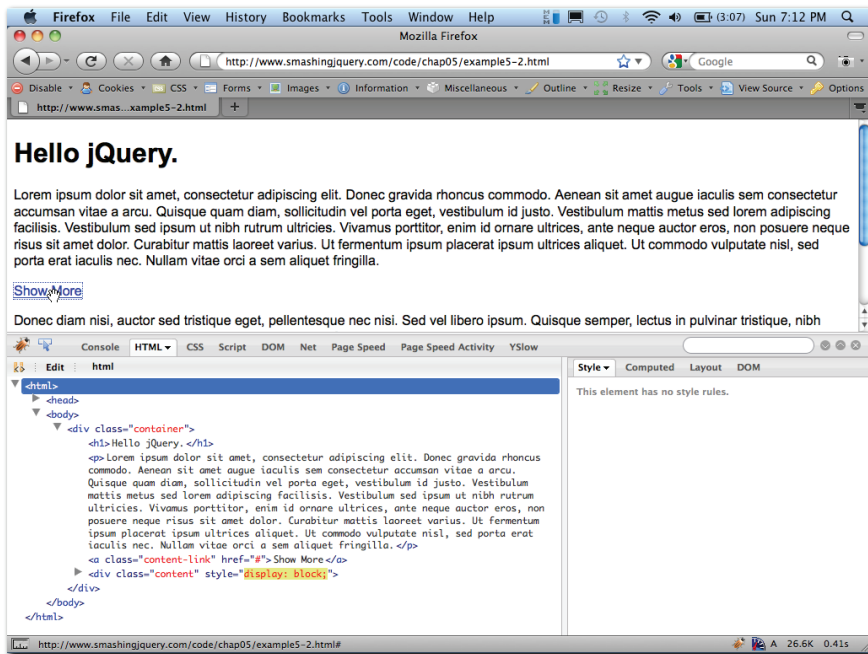 Firefox File Edit View History Bookmarks Tools Window Help (3:07) Sun 7:12 PM
Mozilla Firefox
http://www.smashingjquery.com/code/chap05/example5-2.html Google
Disable Cookies CSS Forms Images Information Miscellaneous Outline Resize Tools View Source Options
http://www.smas...xample5-2.html +
Hello jQuery.
Lorem ipsum dolor sit amet, consectetur adipiscing elit. Donec gravida rhoncus commodo. Aenean sit amet augue iaculis sem consectetur
accumsan vitae a arcu. Quisque quam diam, sollicitudin vel porta eget, vestibulum id justo. Vestibulum mattis metus sed lorem adipiscing
facilisis. Vestibulum sed ipsum ut nibh rutrum ultricies. Vivamus porttitor, enim id ornare ultrices, ante neque auctor eros, non posuere neque
risus sit amet dolor. Curabitur mattis laoreet varius. Ut fermentum ipsum placerat ipsum ultrices aliquet. Ut commodo vulputate nisl, sed
porta erat iaculis nec. Nullam vitae orci a sem aliquet fringilla.
Show More
Donec diam nisi, auctor sed tristique eget, pellentesque nec nisi. Sed vel libero ipsum. Quisque semper, lectus in pulvinar tristique, nibh
Console HTML CSS Script DOM Net Page Speed Page Speed Activity YSlow
Edit html
Style Computed Layout DOM
This element has no style rules.
<html>
<head>
<body>
<div class="container">
<h1>Hello jQuery.</h1>
<p>Lorem ipsum dolor sit amet, consectetur adipiscing elit. Donec gravida rhoncus
commodo. Aenean sit amet augue iaculis sem consectetur accumsan vitae a arcu.
Quisque quam diam, sollicitudin vel porta eget, vestibulum id justo. Vestibulum
mattis metus sed lorem adipiscing facilisis. Vestibulum sed ipsum ut nibh rutrum
ultricies. Vivamus porttitor, enim id ornare ultrices, ante neque auctor eros, non
posuere neque risus sit amet dolor. Curabitur mattis laoreet varius. Ut fermentum
ipsum placerat ipsum ultrices aliquet. Ut commodo vulputate nisl, sed porta erat
iaculis nec. Nullam vitae orci a sem aliquet fringilla.</p>
<a class="content-link" href="#">Show More</a>
<div class="content" style="display: block;">
</div>
</body>
</html>
http://www.smashingjquery.com/code/chap05/example5-2.html# A 26.6K 0.41s